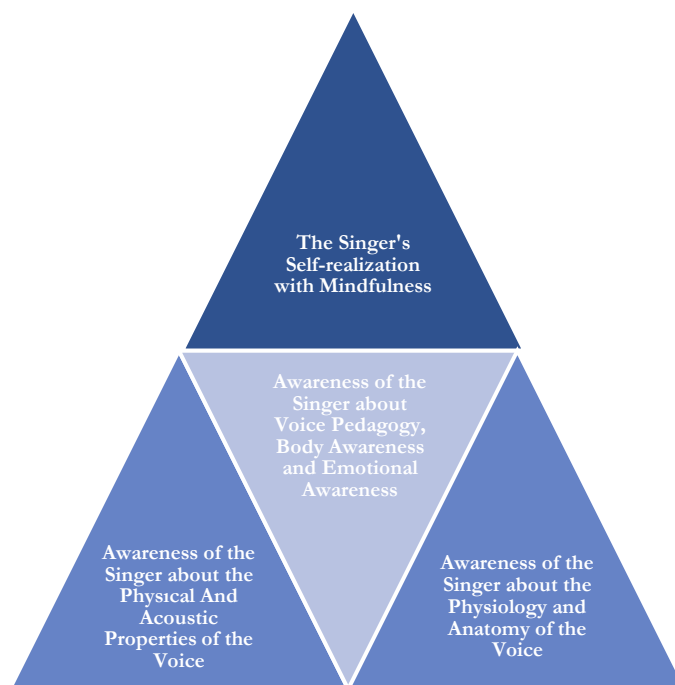 The Singer's
Self-realization
with Mindfulness
Awareness of the
Singer about
Voice Pedagogy,
Body Awareness
and Emotional
Awareness
Awareness of the
Singer about the
Physıcal And
Acoustic
Properties of the
Voice
Awareness of the
Singer about the
Physiology and
Anatomy of the
Voice